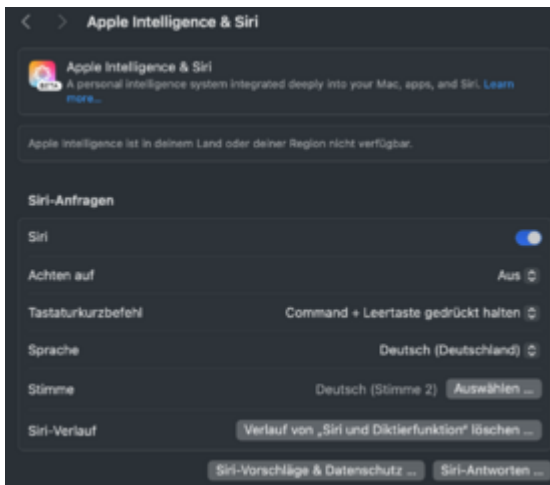 Apple Intelligence & Siri
Apple Intelligence & Siri
BETA
A personal intelligence system integrated deeply into your Mac, apps, and Siri. Learn
more...
Apple Intelligence ist in deinem Land oder deiner Region nicht verfügbar.
Siri-Anfragen
Siri
Achten auf Aus
Tastaturkurzbefehl Command + Leertaste gedrückt halten
Sprache Deutsch (Deutschland)
Stimme Deutsch (Stimme 2) Auswählen ...
Siri-Verlauf Verlauf von „Siri und Diktierfunktion“ löschen ...
Siri-Vorschläge & Datenschutz ... Siri-Antworten ...